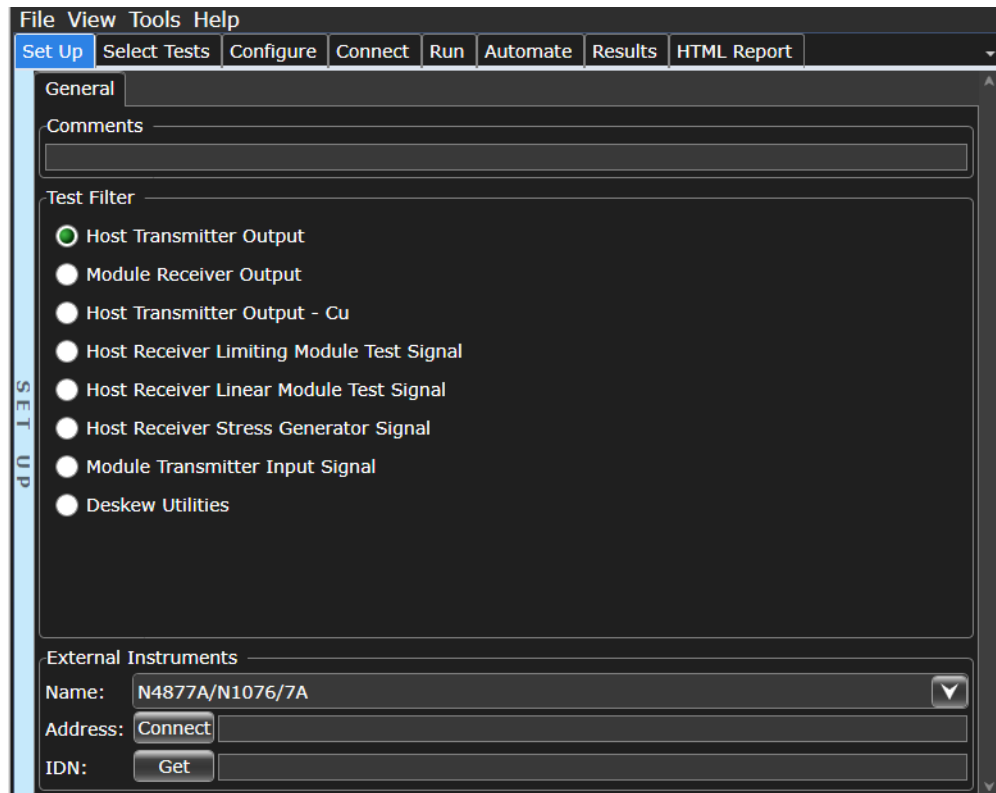 File View Tools Help
Set Up Select Tests Configure Connect Run Automate Results HTML Report
General
Comments
Test Filter
Host Transmitter Output
Module Receiver Output
Host Transmitter Output - Cu
Host Receiver Limiting Module Test Signal
Host Receiver Linear Module Test Signal
Host Receiver Stress Generator Signal
Module Transmitter Input Signal
Deskew Utilities
SET UP
External Instruments
Name: N4877A/N1076/7A
Address: Connect
IDN: Get